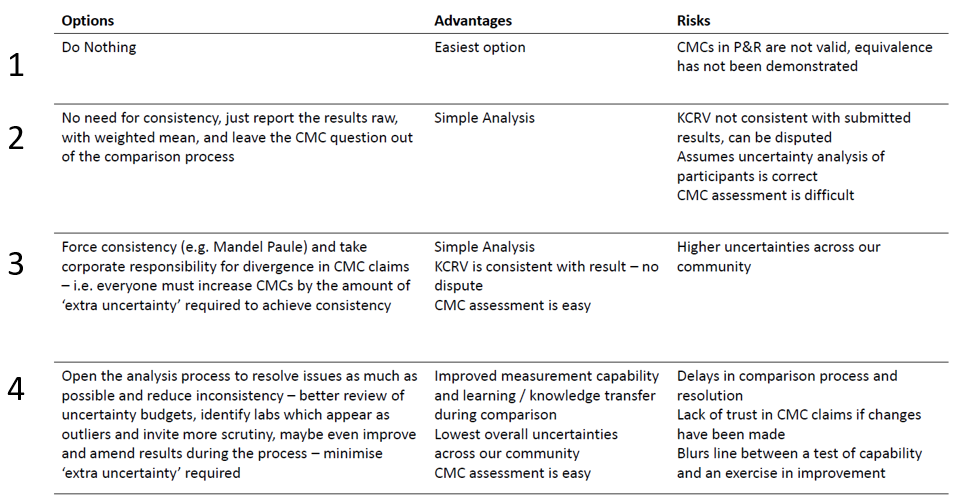 Options Advantages Risks
1
Do Nothing
Easiest option
CMCs in P&R are not valid, equivalence
has not been demonstrated
2
No need for consistency, just report the results raw,
with weighted mean, and leave the CMC question out
of the comparison process
Simple Analysis
KCRV not consistent with submitted
results, can be disputed
Assumes uncertainty analysis of
participants is correct
CMC assessment is difficult
3
Force consistency (e.g. Mandel Paule) and take
corporate responsibility for divergence in CMC claims
– i.e. everyone must increase CMCs by the amount of
‘extra uncertainty’ required to achieve consistency
Simple Analysis
KCRV is consistent with result – no
dispute
CMC assessment is easy
Higher uncertainties across our
community
4
Open the analysis process to resolve issues as much as
possible and reduce inconsistency – better review of
uncertainty budgets, identify labs which appear as
outliers and invite more scrutiny, maybe even improve
and amend results during the process – minimise
‘extra uncertainty’ required
Improved measurement capability
and learning / knowledge transfer
during comparison
Lowest overall uncertainties
across our community
CMC assessment is easy
Delays in comparison process and
resolution
Lack of trust in CMC claims if changes
have been made
Blurs line between a test of capability
and an exercise in improvement